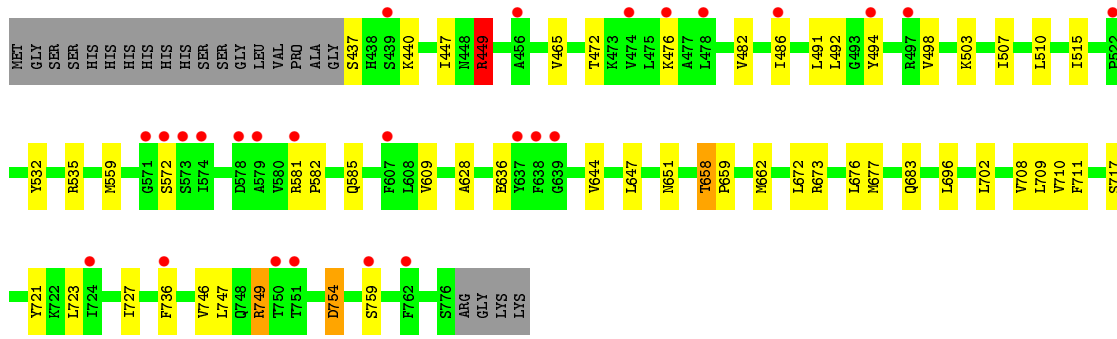 MET GLY SER SER HIS HIS HIS HIS HIS HIS SER SER GLY LEU VAL PRO ALA GLY S437 H438 S439 K440 I447 N448 R449 A456 V465 T472 K473 V474 L475 K476 A477 L478 V482 I486 L491 L492 G493 Y494 R497 V498 K503 I507 L510 I515 P522
Y532 R535 M559 G571 S572 S573 I574 D578 A579 V580 R581 P582 Q585 F607 L608 V609 A628 E636 Y637 F638 G639 V644 L647 N651 T658 P659 M662 L672 R673 L676 M677 Q683 L696 L702 V708 L709 V710 F711 S717
Y721 K722 L723 I724 I727 F736 V746 L747 Q748 R749 T750 T751 D754 S759 F762 S776 ARG GLY LYS LYS